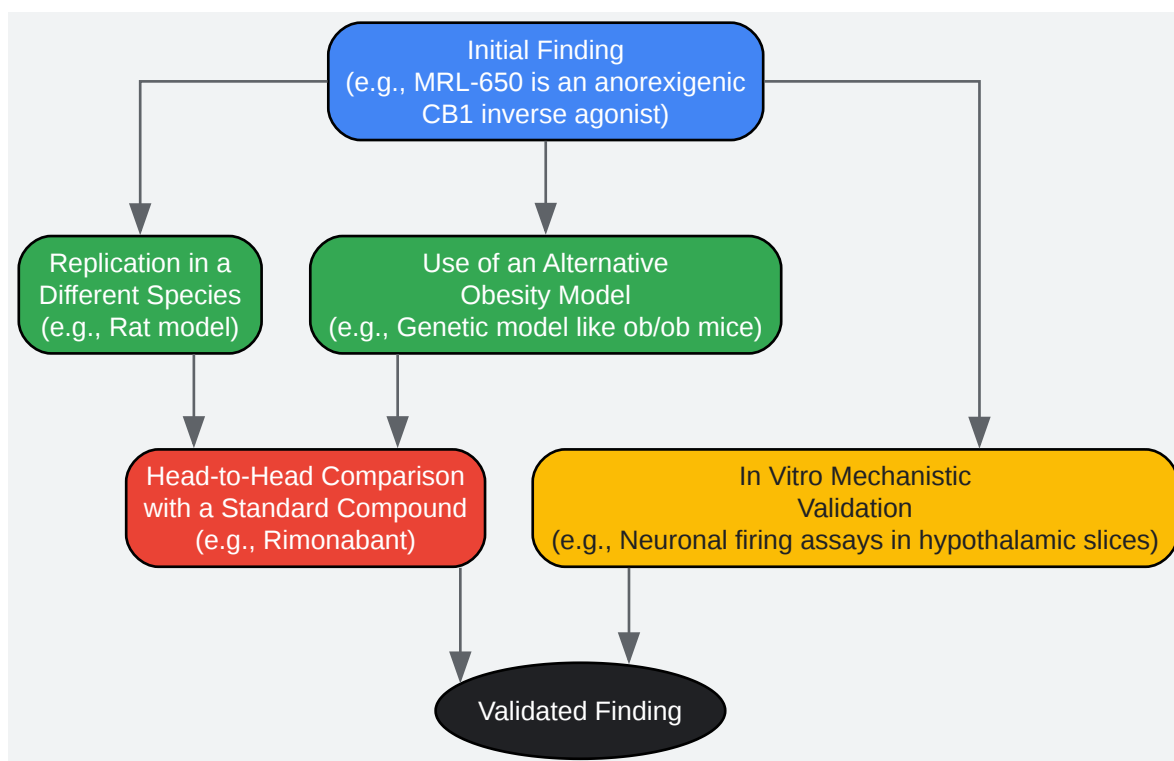 Initial Finding
(e.g., MRL-650 is an anorexigenic
CB1 inverse agonist)
Replication in a
Different Species
(e.g., Rat model)
Use of an Alternative
Obesity Model
(e.g., Genetic model like ob/ob mice)
Head-to-Head Comparison
with a Standard Compound
(e.g., Rimonabant)
In Vitro Mechanistic
Validation
(e.g., Neuronal firing assays in hypothalamic slices)
Validated Finding